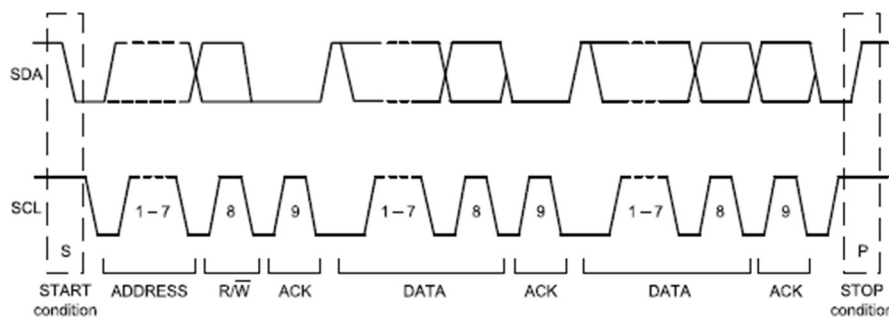 SDA
SCL
1 – 7
8
9
1 – 7
8
9
1 – 7
8
9
S
P
START
condition
ADDRESS
R/W̅
ACK
DATA
ACK
DATA
ACK
STOP
condition